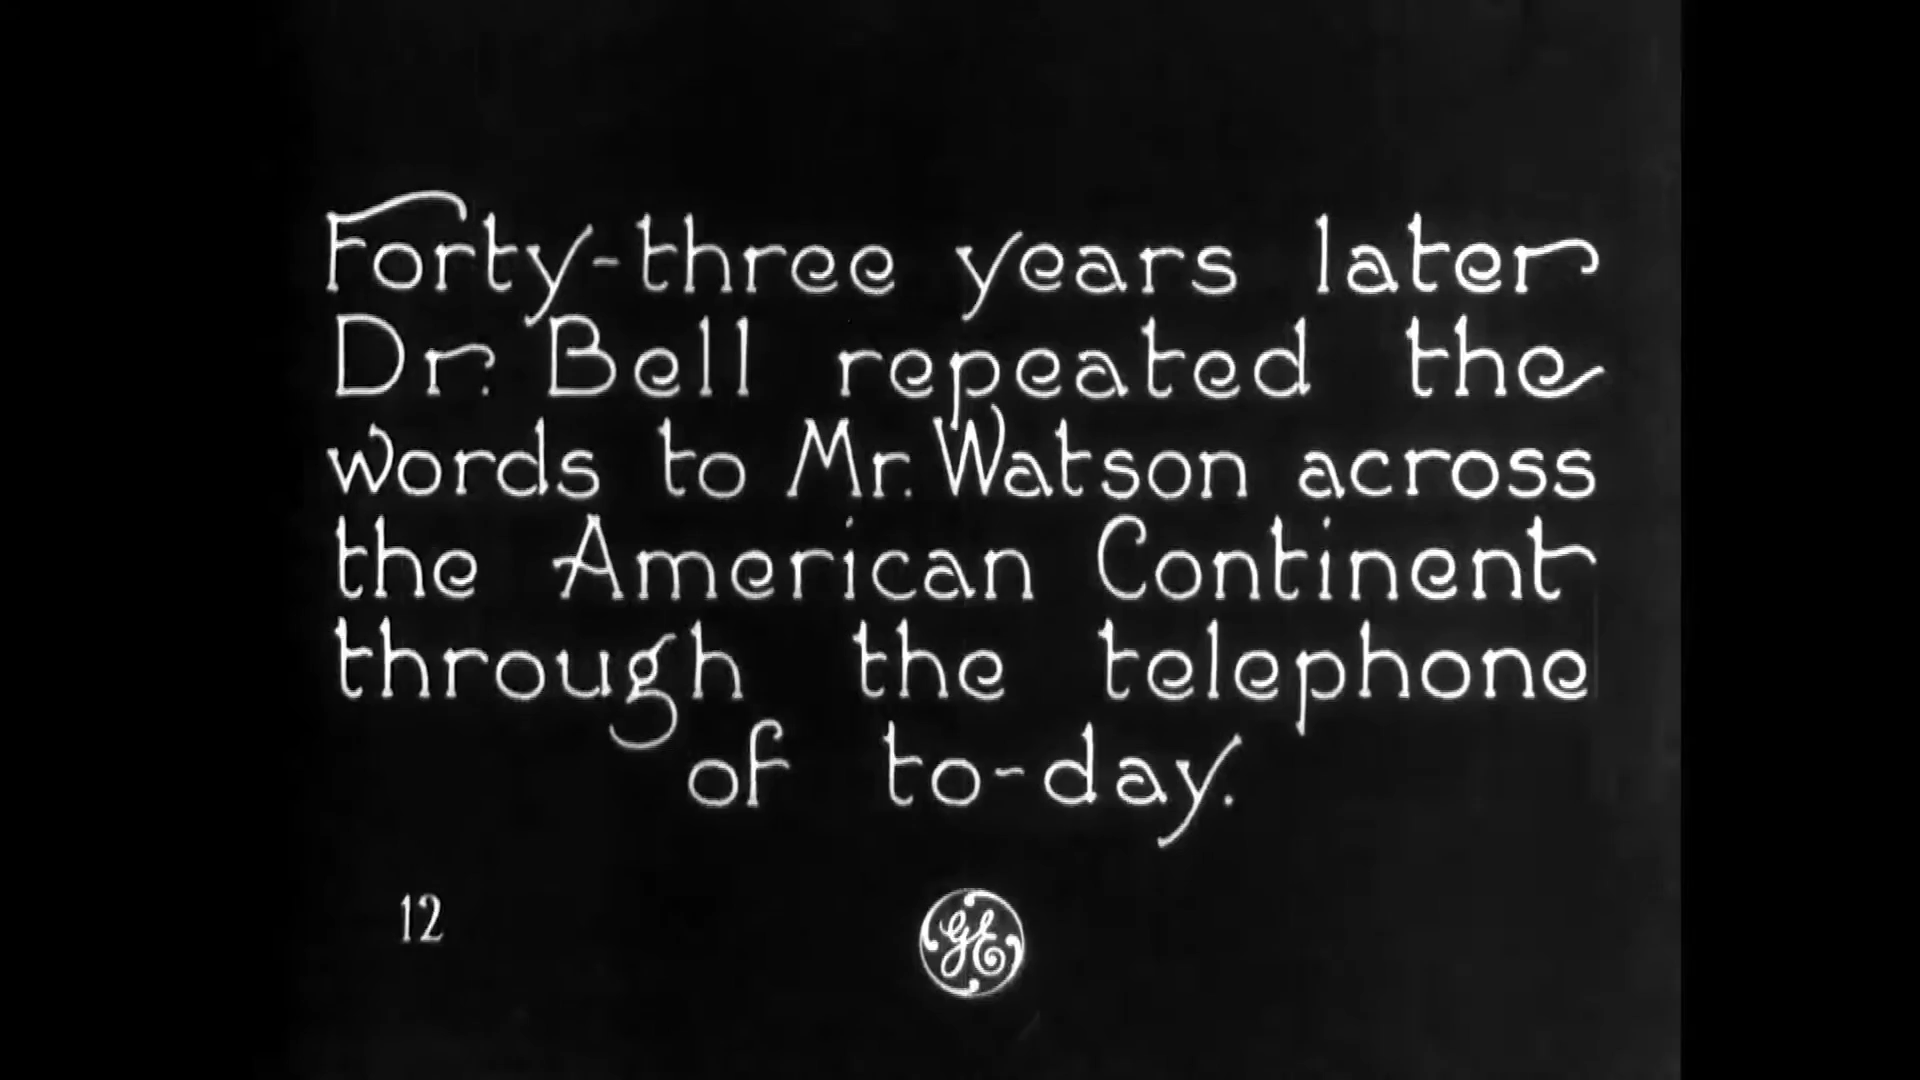 Forty-three years later
Dr. Bell repeated the
words to Mr. Watson across
the American Continent
through the telephone
of to-day.
12
GE